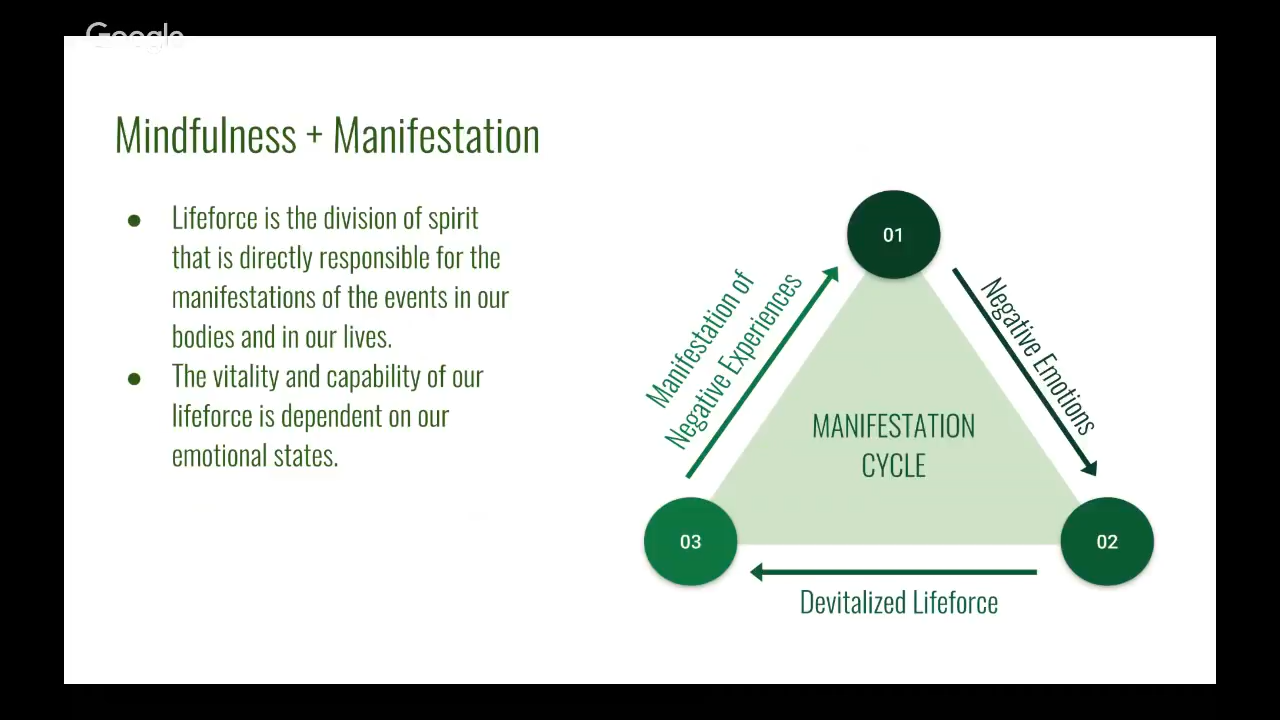 Google
Mindfulness + Manifestation
● Lifeforce is the division of spirit
that is directly responsible for the
manifestations of the events in our
bodies and in our lives.
● The vitality and capability of our
lifeforce is dependent on our
emotional states.
01
Manifestation of
Negative Experiences
Negative Emotions
MANIFESTATION
CYCLE
03
02
Devitalized Lifeforce